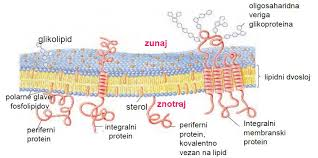 oligosaharidna
veriga
glikoproteina
glikolipid
zunaj
lipidni dvosloj
polarne glave
fosfolipidov
sterol
znotraj
periferni
protein
integralni
protein
periferni
protein,
kovalentno
vezan na lipid
Integralni
membranski
protein